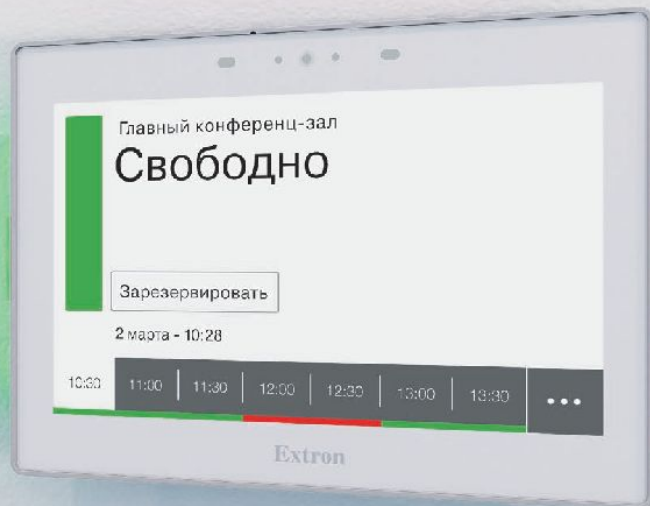 Главный конференц-зал
Свободно
Зарезервировать
2 марта - 10:28
10:30 11:00 11:30 12:00 12:30 13:00 13:30 •••
Extron